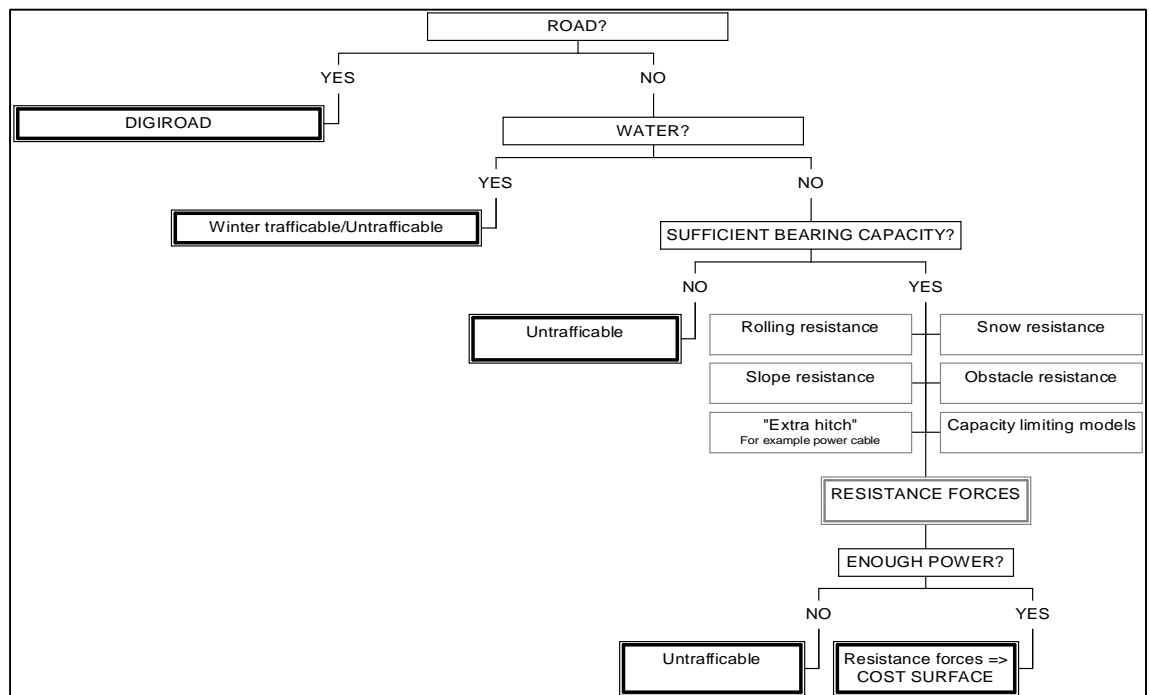 ROAD?
YES
NO
DIGIROAD
WATER?
YES
NO
Winter trafficable/Untrafficable
SUFFICIENT BEARING CAPACITY?
NO
YES
Untrafficable
Rolling resistance
Snow resistance
Slope resistance
Obstacle resistance
"Extra hitch"
For example power cable
Capacity limiting models
RESISTANCE FORCES
ENOUGH POWER?
NO
YES
Untrafficable
Resistance forces =>
COST SURFACE